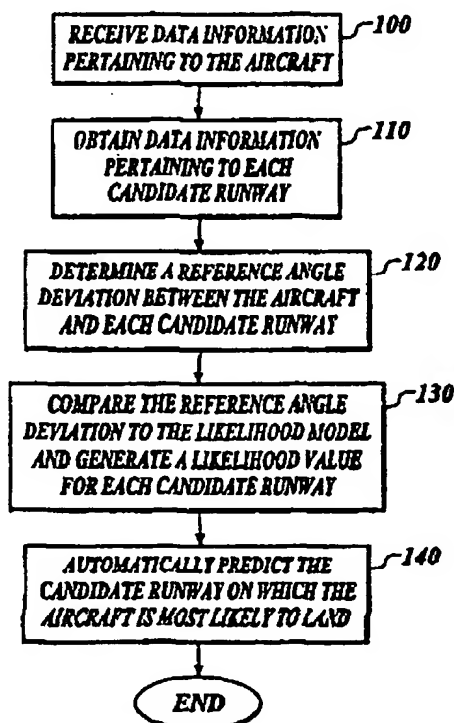 RECEIVE DATA INFORMATION
PERTAINING TO THE AIRCRAFT
100
OBTAIN DATA INFORMATION
PERTAINING TO EACH
CANDIDATE RUNWAY
110
DETERMINE A REFERENCE ANGLE
DEVIATION BETWEEN THE AIRCRAFT
AND EACH CANDIDATE RUNWAY
120
COMPARE THE REFERENCE ANGLE
DEVIATION TO THE LIKELIHOOD MODEL
AND GENERATE A LIKELIHOOD VALUE
FOR EACH CANDIDATE RUNWAY
130
AUTOMATICALLY PREDICT THE
CANDIDATE RUNWAY ON WHICH THE
AIRCRAFT IS MOST LIKELY TO LAND
140
END